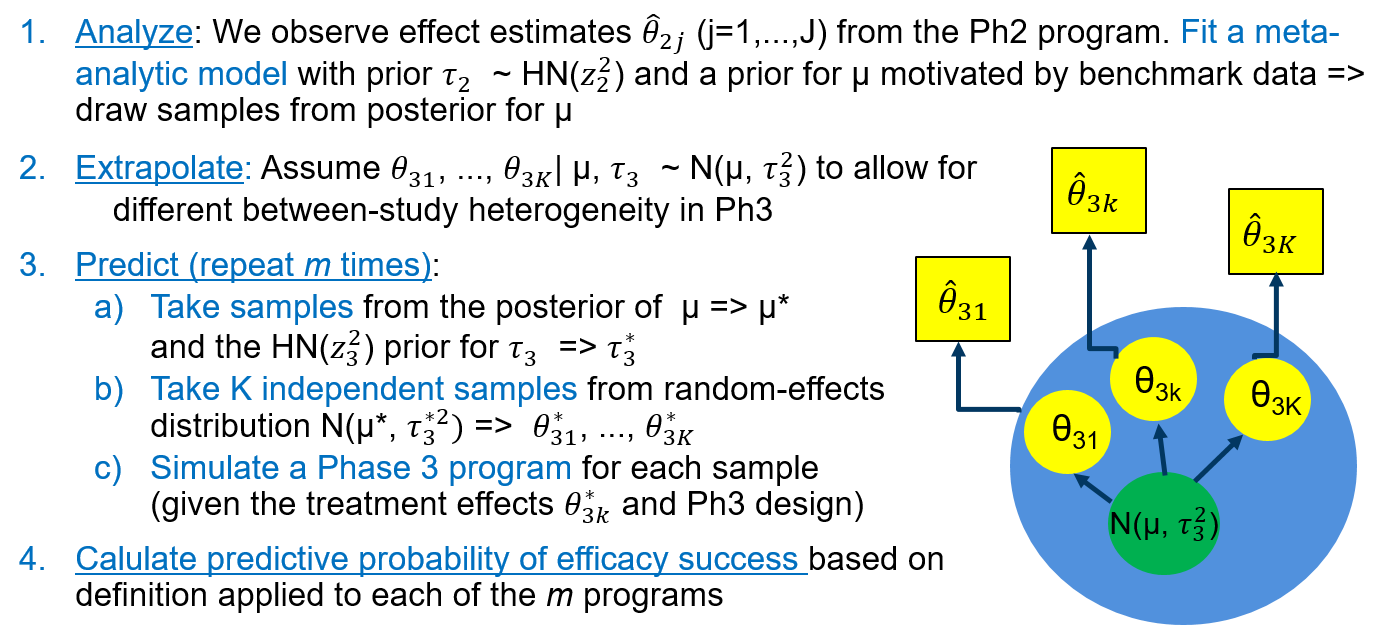 1. Analyze: We observe effect estimates θ̂₂ⱼ (j=1,...,J) from the Ph2 program. Fit a meta-
analytic model with prior τ₂ ~ HN(z₂²) and a prior for µ motivated by benchmark data =>
draw samples from posterior for µ
2. Extrapolate: Assume θ₃₁, ..., θ₃K| µ, τ₃ ~ N(µ, τ₃²) to allow for
different between-study heterogeneity in Ph3
3. Predict (repeat m times):
a) Take samples from the posterior of µ => µ*
and the HN(z₃²) prior for τ₃ => τ₃*
b) Take K independent samples from random-effects
distribution N(µ*, τ₃*²) => θ₃₁*, ..., θ₃K*
c) Simulate a Phase 3 program for each sample
(given the treatment effects θ₃ₖ* and Ph3 design)
4. Calulate predictive probability of efficacy success based on
definition applied to each of the m programs
θ̂₃ₖ
θ̂₃K
θ̂₃₁
θ₃ₖ
θ₃K
θ₃₁
N(µ, τ₃²)